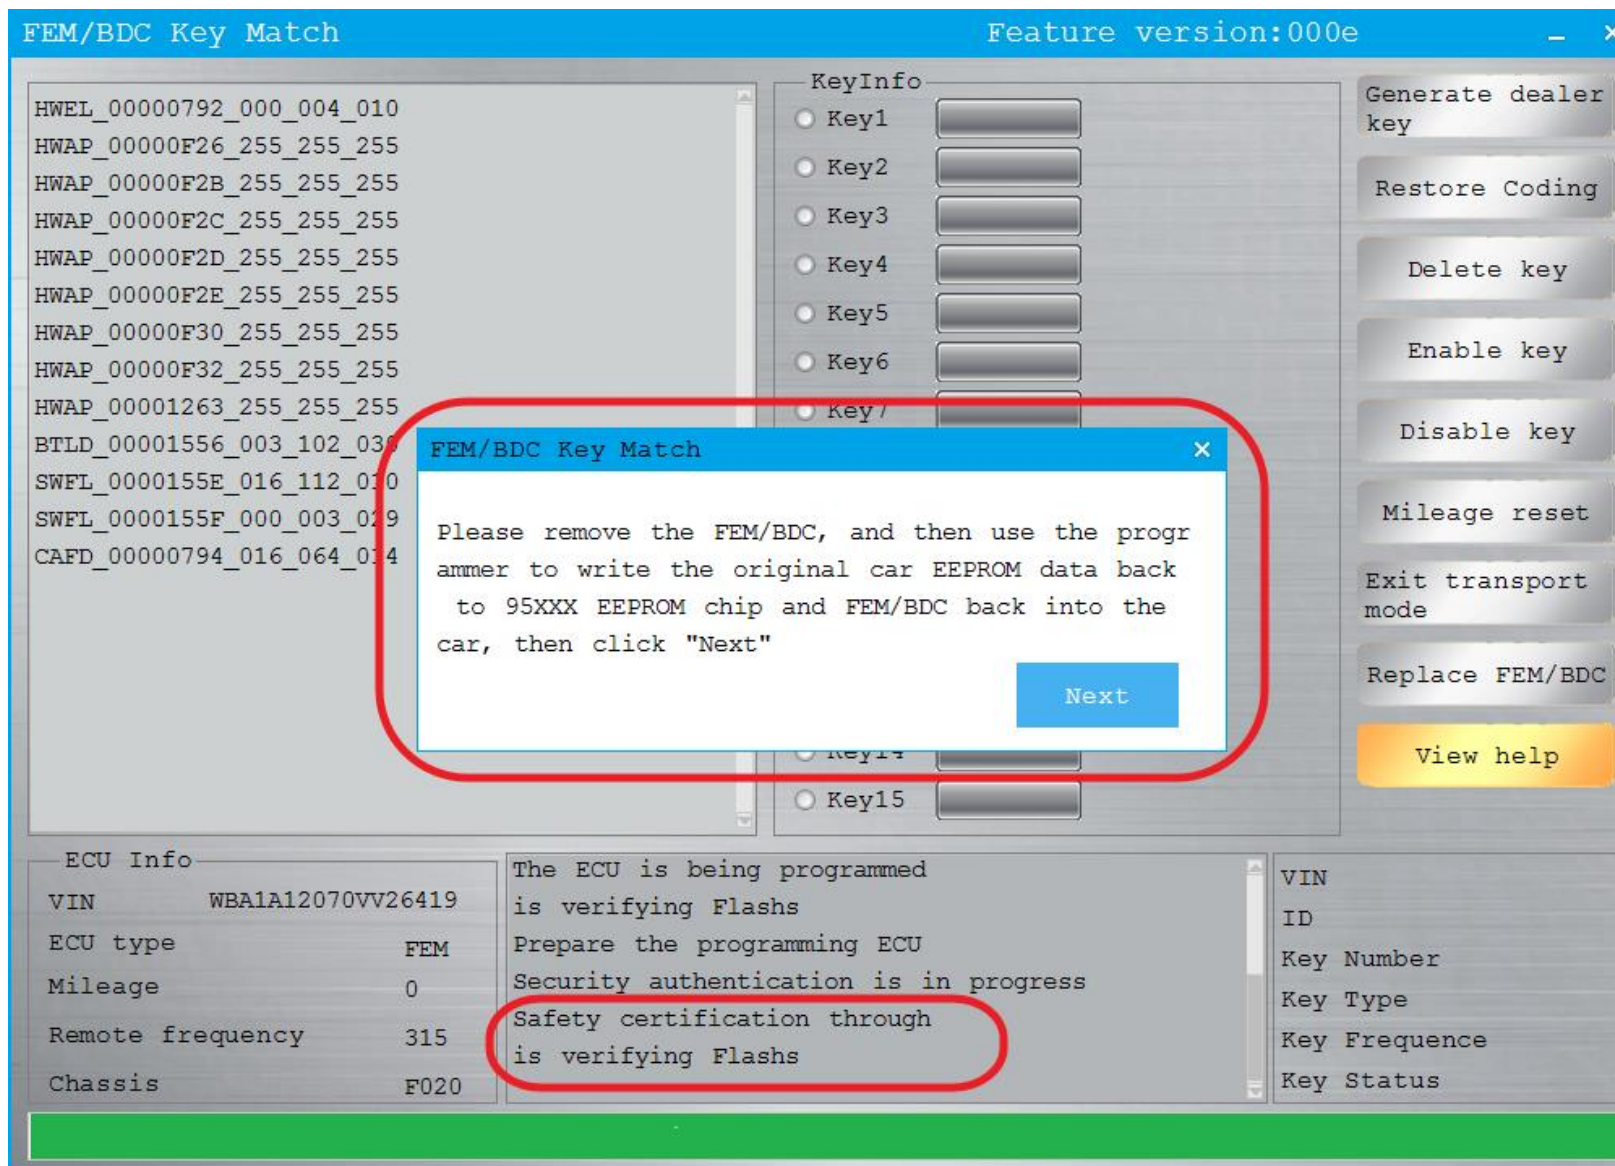 FEM/BDC Key Match
Feature version:000e
HWEL_00000792_000_004_010
HWAP_00000F26_255_255_255
HWAP_00000F2B_255_255_255
HWAP_00000F2C_255_255_255
HWAP_00000F2D_255_255_255
HWAP_00000F2E_255_255_255
HWAP_00000F30_255_255_255
HWAP_00000F32_255_255_255
HWAP_00001263_255_255_255
SWFL_0000155F_000_003_029
KeyInfo
Key1
Key2
Key3
Key4
Key5
Key6
Key7
Key14
Key15
Generate dealer
key
Restore Coding
Delete key
Enable key
Disable key
Mileage reset
Exit transport
mode
Replace FEM/BDC
View help
FEM/BDC Key Match
Please remove the FEM/BDC, and then use the progr
ammer to write the original car EEPROM data back
to 95XXX EEPROM chip and FEM/BDC back into the
car, then click "Next"
Next
ECU Info
VIN WBA1A12070VV26419
ECU type FEM
Mileage 0
Remote frequency 315
Chassis F020
The ECU is being programmed
is verifying Flashs
Prepare the programming ECU
Security authentication is in progress
Safety certification through
is verifying Flashs
VIN
ID
Key Number
Key Type
Key Frequence
Key Status